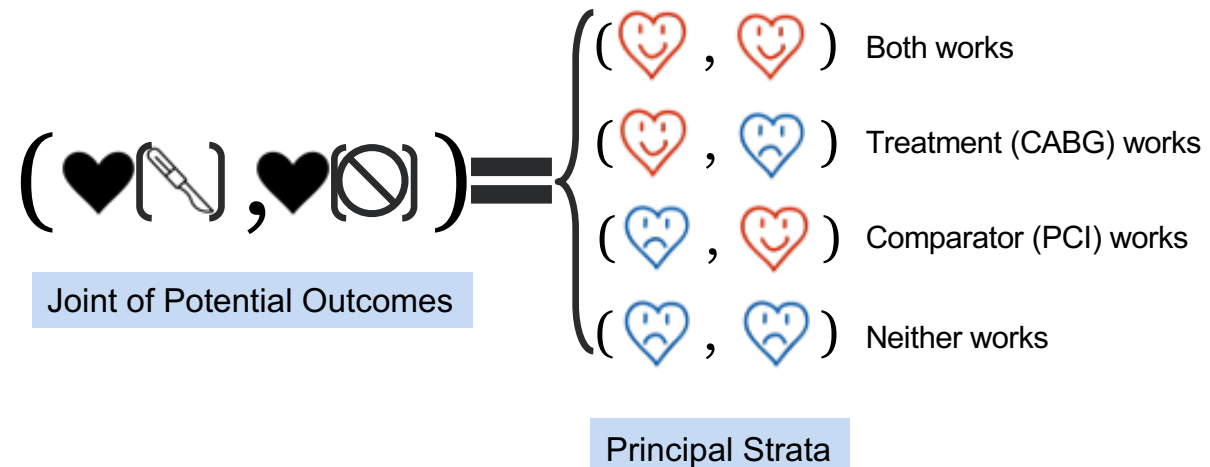 ( , ) Both works
( , ) Treatment (CABG) works
( [ ] , [ ] ) = { ( , ) Comparator (PCI) works
Joint of Potential Outcomes
( , ) Neither works
Principal Strata